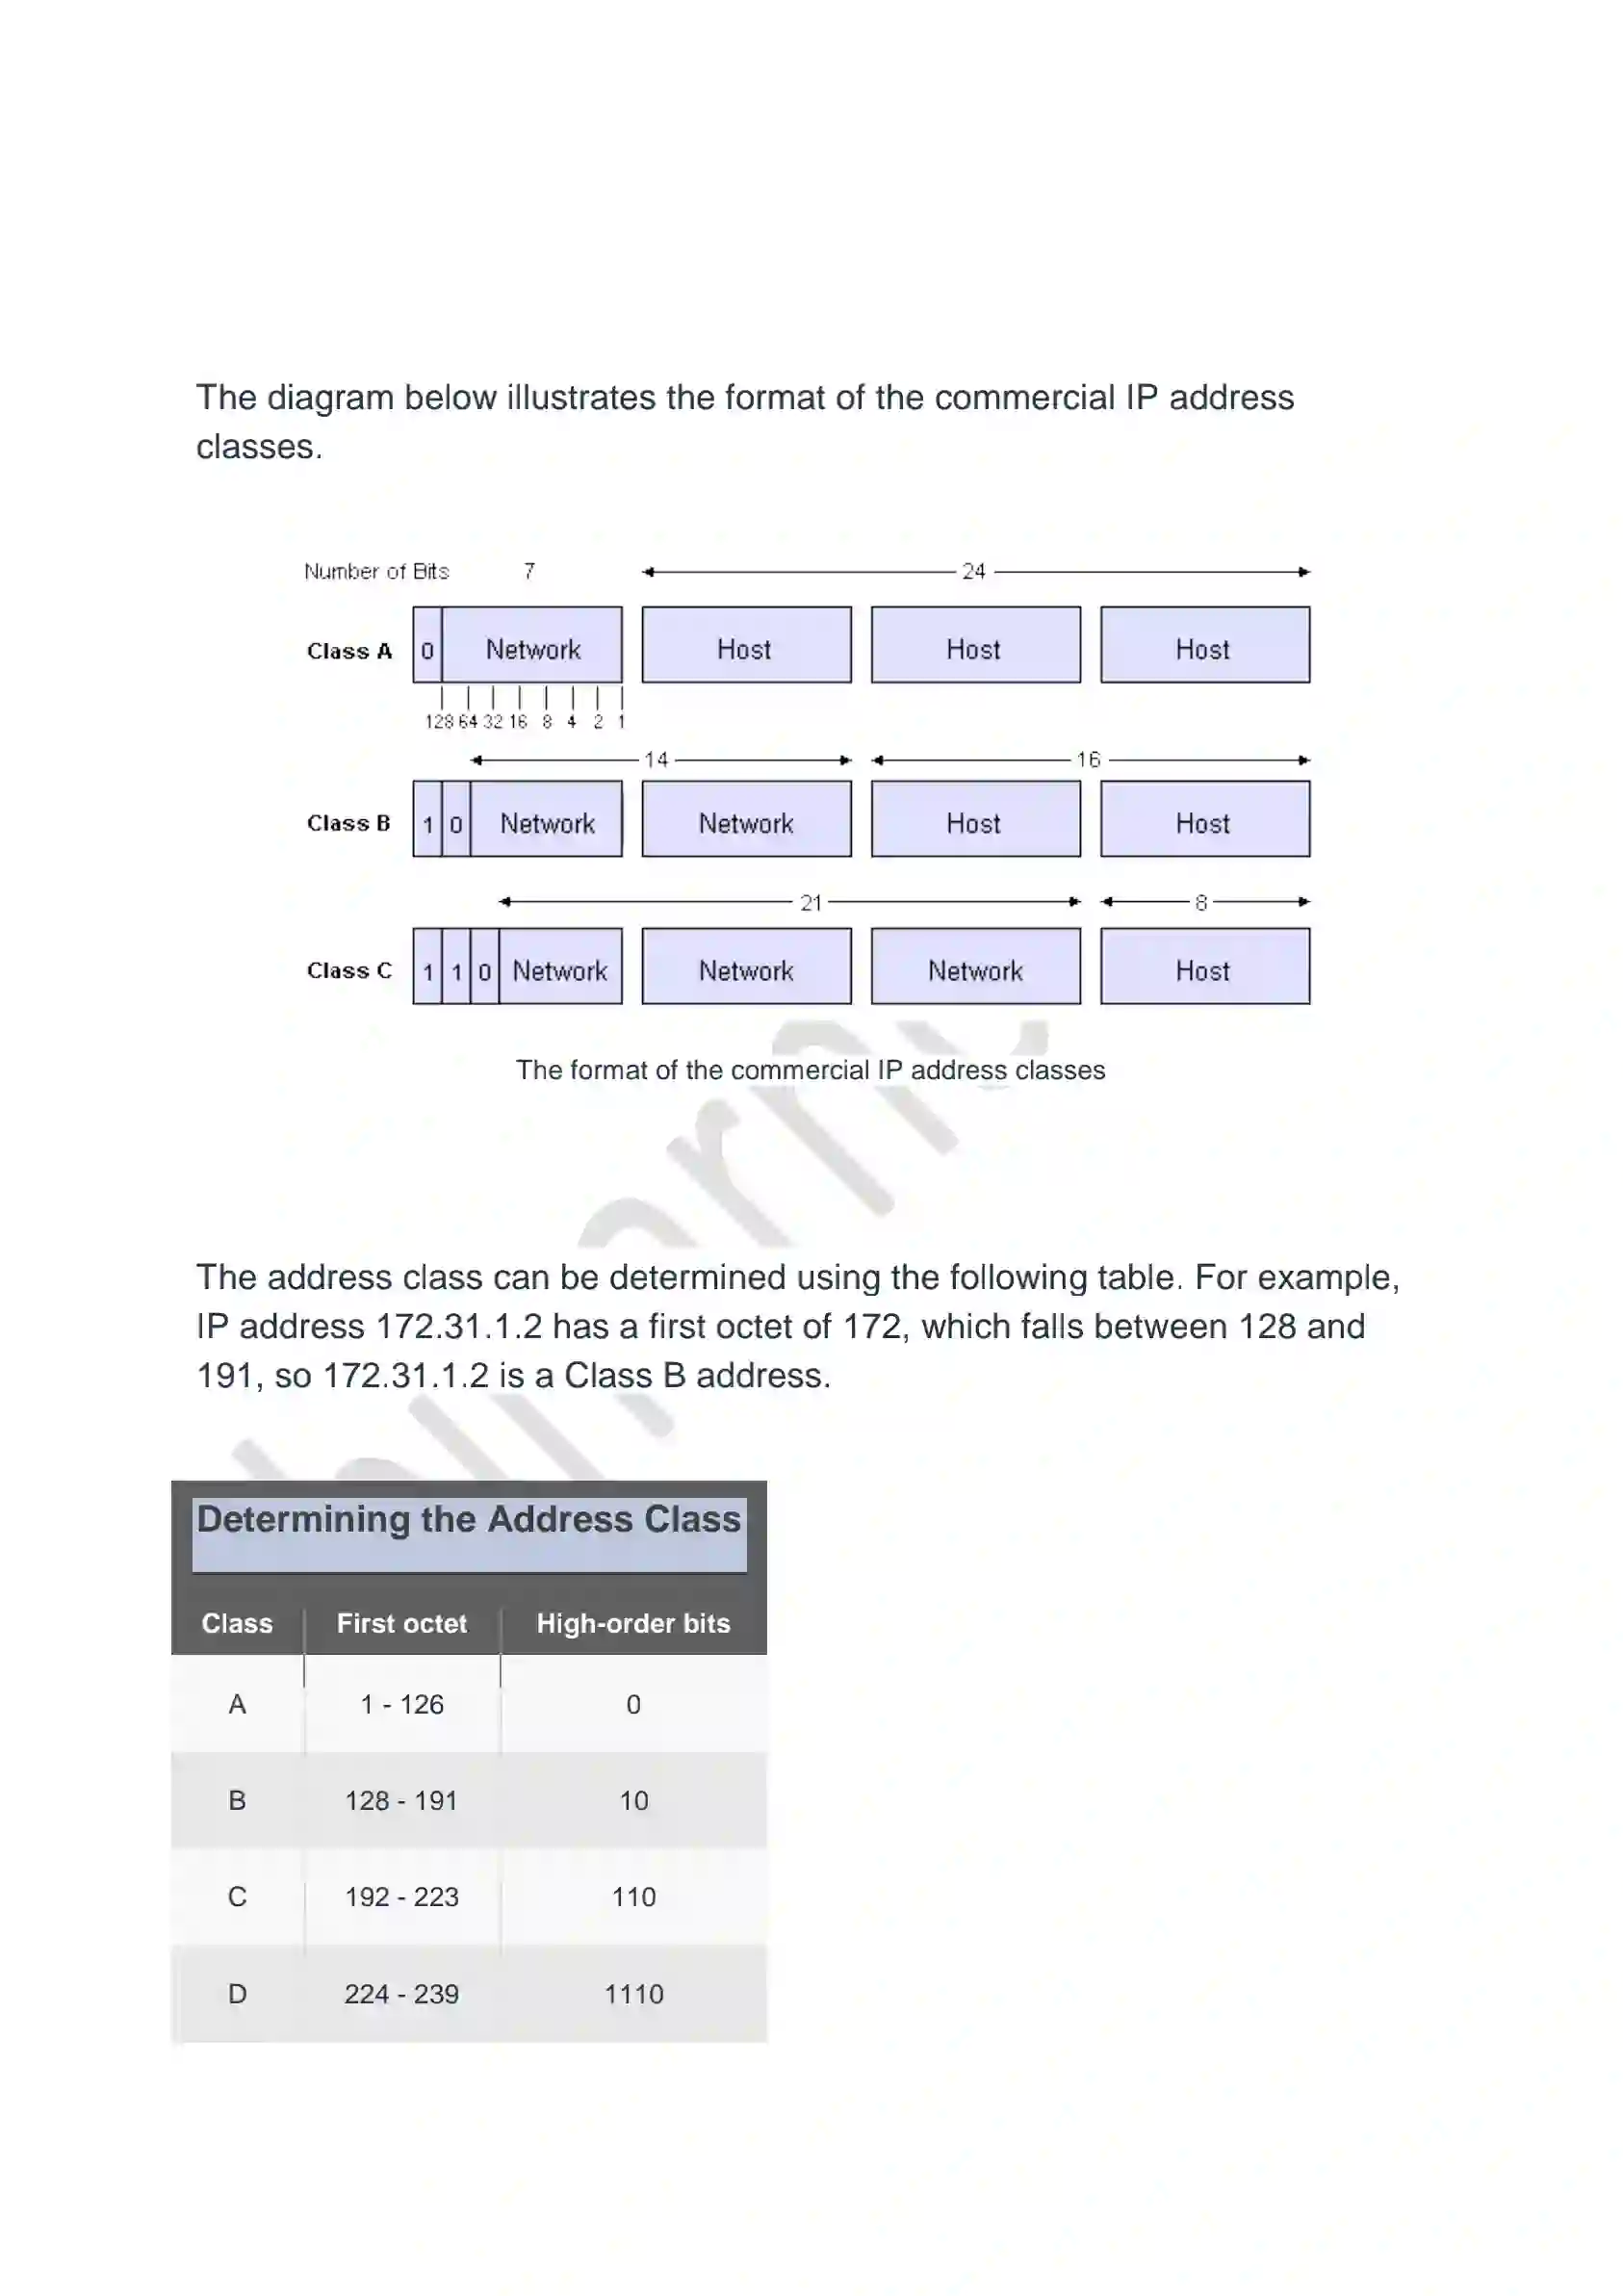 The diagram below illustrates the format of the commercial IP address
classes.
Number of Bits 7 24
Class A 0 Network Host Host Host
128 64 32 16 8 4 2 1
14 16
Class B 1 0 Network Network Host Host
21 8
Class C 1 1 0 Network Network Network Host
The format of the commercial IP address classes
The address class can be determined using the following table. For example,
IP address 172.31.1.2 has a first octet of 172, which falls between 128 and
191, so 172.31.1.2 is a Class B address.
Determining the Address Class
Class First octet High-order bits
A 1 - 126 0
B 128 - 191 10
C 192 - 223 110
D 224 - 239 1110